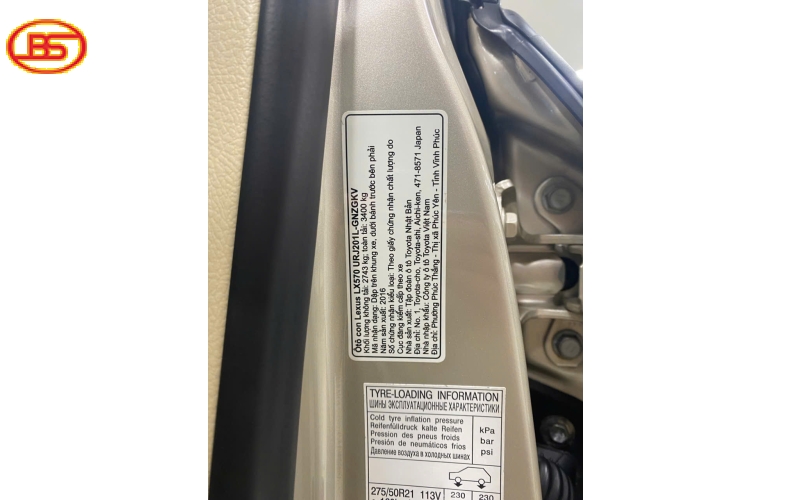 BS
Ôtô con Lexus LX570 URJ201L-GNZGKV
Khối lượng không tải: 2743 kg; toàn tải: 3400 kg
Mã nhận dạng: Dập trên khung xe, dưới bánh trước bên phải
Năm sản xuất: 2016
Số chứng nhận kiểu loại: Theo giấy chứng nhận chất lượng do
Cục đăng kiểm cấp theo xe
Nhà sản xuất: Tập đoàn ô tô Toyota Nhật Bản
Địa chỉ: No. 1, Toyota-cho, Toyota-shi, Aichi-ken, 471-8571 Japan
Nhà nhập khẩu: Công ty ô tô Toyota Việt Nam
Địa chỉ: Phường Phúc Thắng - Thị xã Phúc Yên - Tỉnh Vĩnh Phúc
TYRE-LOADING INFORMATION
ШИНЫ ЭКСПЛУАТАЦИОННЫЕ ХАРАКТЕРИСТИКИ
Cold tyre inflation pressure
Reifenfülldruck kalte Reifen
Pression des pneus froids
Presión de neumáticos frios
Давление воздуха в холодных шинах
kPa
bar
psi
275/50R21 113V 230 230